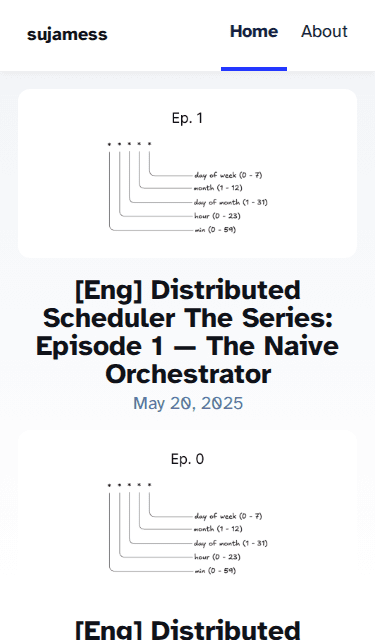 sujamess
Home About
Ep. 1
* * * * *
day of week (0 - 7)
month (1 - 12)
day of month (1 - 31)
hour (0 - 23)
min (0 - 59)
[Eng] Distributed
Scheduler The Series:
Episode 1 — The Naive
Orchestrator
May 20, 2025
Ep. 0
* * * * *
day of week (0 - 7)
month (1 - 12)
day of month (1 - 31)
hour (0 - 23)
min (0 - 59)
[Eng] Distributed